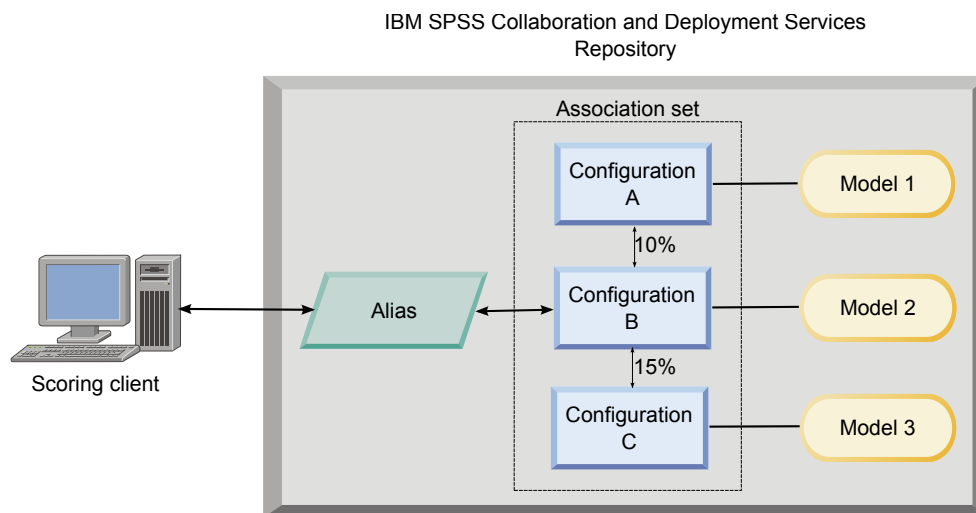 IBM SPSS Collaboration and Deployment Services
Repository
Association set
Configuration
A
Model 1
10%
Scoring client
Alias
Configuration
B
Model 2
15%
Configuration
C
Model 3